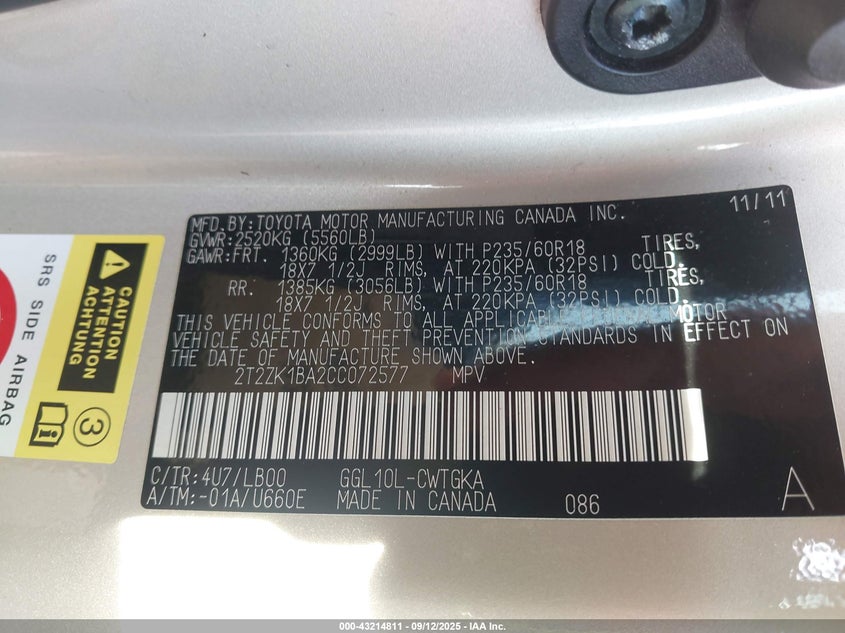 MFD.BY:TOYOTA MOTOR MANUFACTURING CANADA INC. 11/11
GVWR:2520KG (5560LB)
GAWR:FRT. 1360KG (2999LB) WITH P235/60R18 TIRES,
18X7 1/2J RIMS, AT 220KPA (32PSI) COLD.
RR: 1385KG (3056LB) WITH P235/60R18 TIRES,
18X7 1/2J RIMS, AT 220KPA (32PSI) COLD.
THIS VEHICLE CONFORMS TO ALL APPLICABLE MOTOR
VEHICLE SAFETY AND THEFT PREVENTION STANDARDS IN EFFECT ON
THE DATE OF MANUFACTURE SHOWN ABOVE.
2T2ZK1BA2CC072577 MPV
C/TR:4U7/LB00 GGL10L-CWTGKA
A/TM:-01A/U660E MADE IN CANADA 086 A
CAUTION
ATTENTION
ACHTUNG
SRS SIDE AIRBAG
3
000-43214811 - 09/12/2025 - IAA Inc.